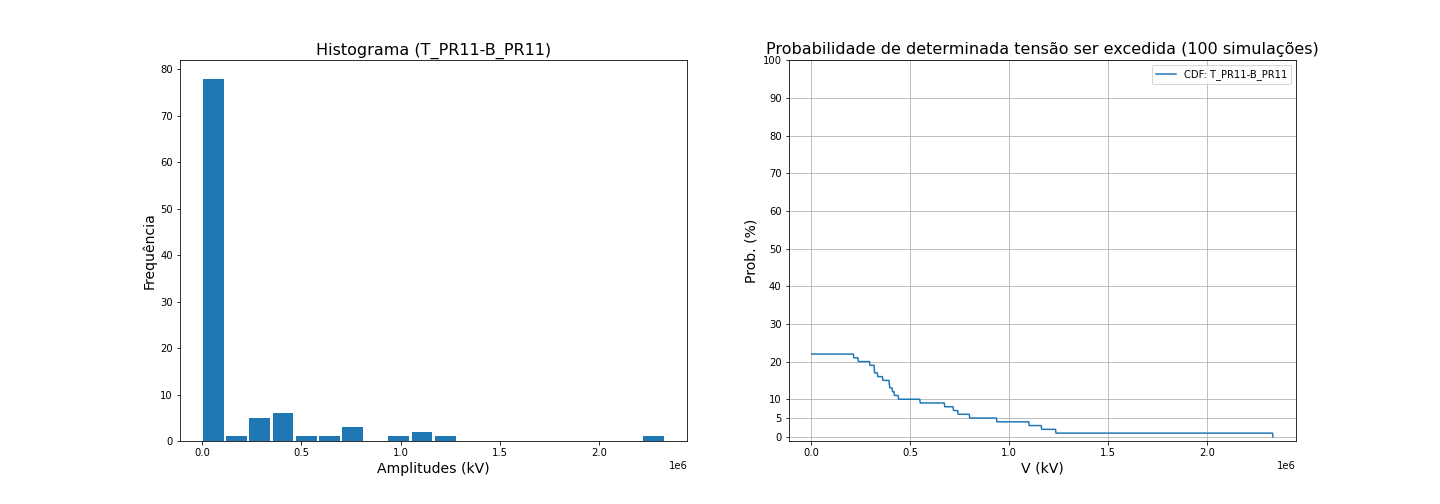 Histograma (T_PR11-B_PR11)
Frequência
80
70
60
50
40
30
20
10
0
0.0 0.5 1.0 1.5 2.0
1e6
Amplitudes (kV)
Probabilidade de determinada tensão ser excedida (100 simulações)
CDF: T_PR11-B_PR11
Prob. (%)
100
90
80
70
60
50
40
30
20
10
5
0
0.0 0.5 1.0 1.5 2.0
1e6
V (kV)